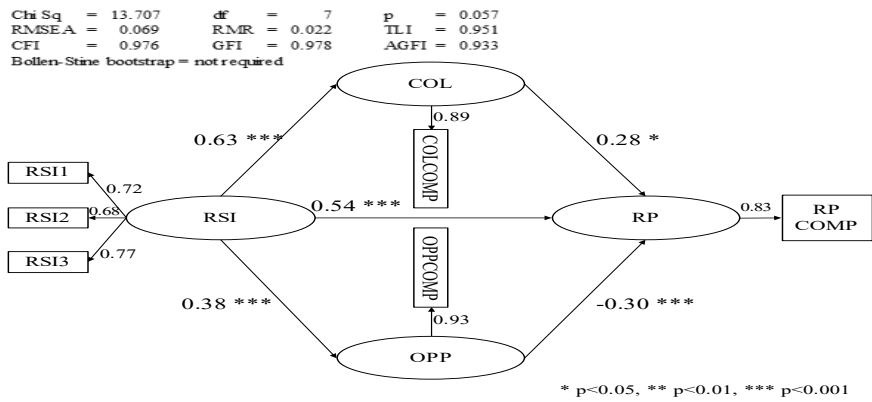 Chi Sq = 13.707 df = 7 p = 0.057
RMSEA = 0.069 RMR = 0.022 TLI = 0.951
CFI = 0.976 GFI = 0.978 AGFI = 0.933
Bollen-Stine bootstrap = not required
COL
0.89
0.63 ***
0.28 *
COLCOMP
RSI1
0.72
RSI2
0.68
RSI
0.54 ***
RP
0.83
RP
COMP
RSI3
0.77
OPPCOMP
0.38 ***
-0.30 ***
0.93
OPP
* p<0.05, ** p<0.01, *** p<0.001